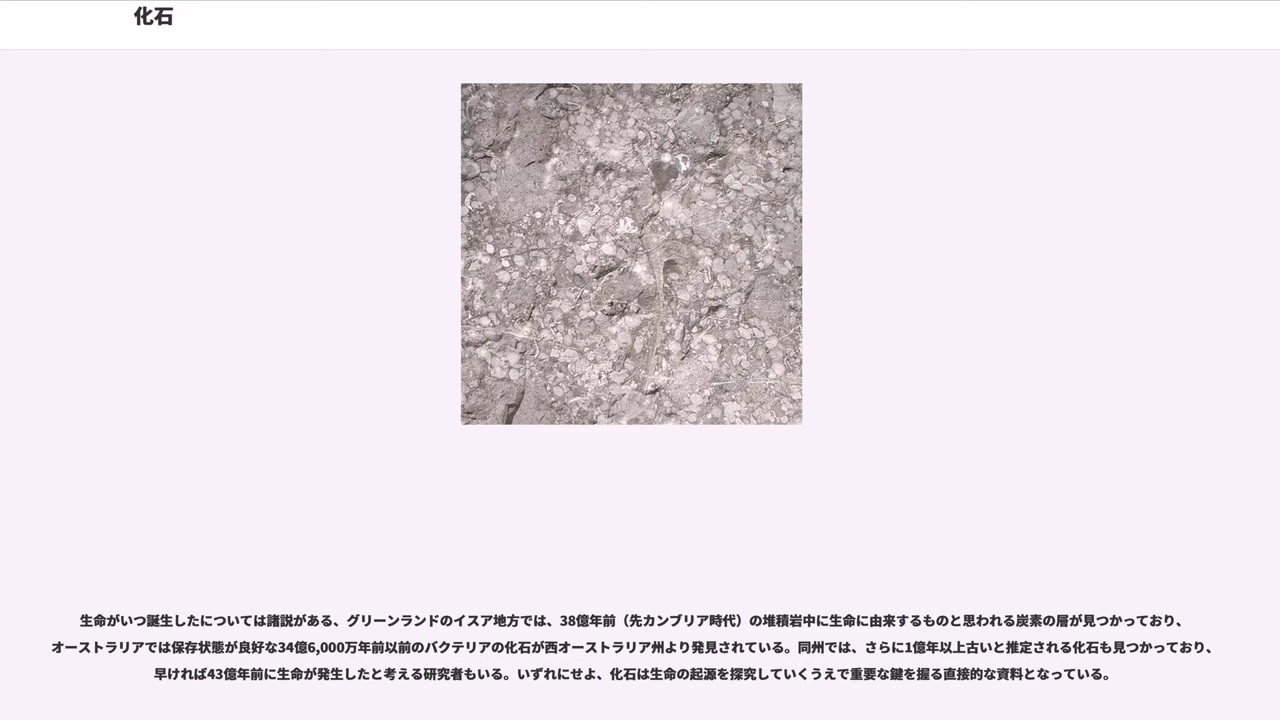 化石
生命がいつ誕生したについては諸説がある、グリーンランドのイスア地方では、38億年前（先カンブリア時代）の堆積岩中に生命に由来するものと思われる炭素の層が見つかっており、
オーストラリアでは保存状態が良好な34億6,000万年前以前のバクテリアの化石が西オーストラリア州より発見されている。同州では、さらに1億年以上古いと推定される化石も見つかっており、
早ければ43億年前に生命が発生したと考える研究者もいる。いずれにせよ、化石は生命の起源を探究していくうえで重要な鍵を握る直接的な資料となっている。